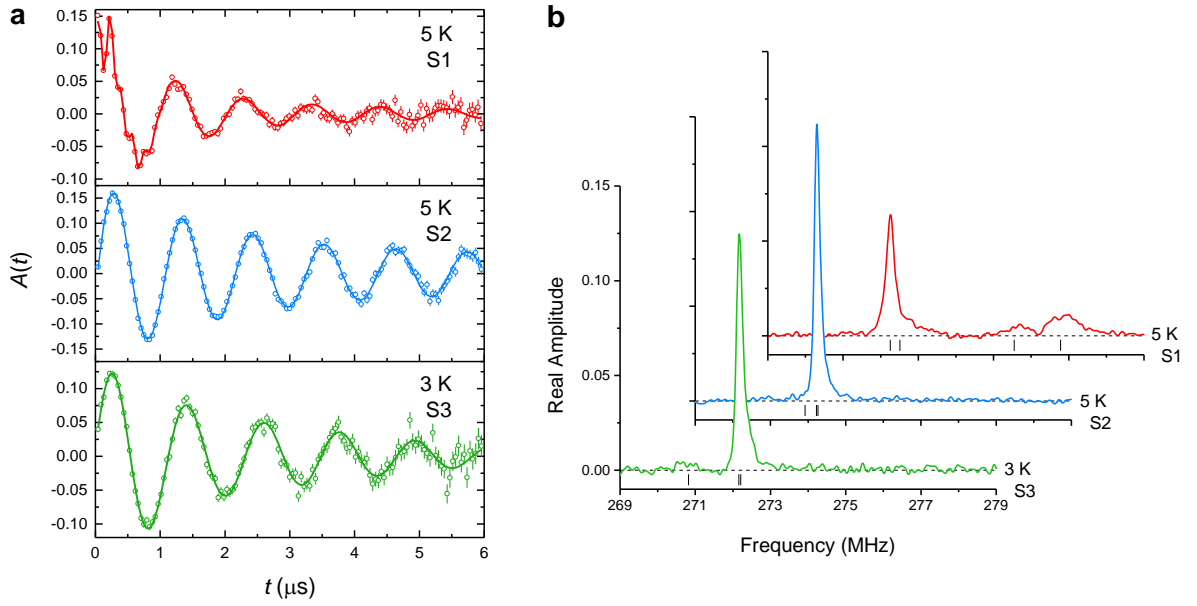 a
0.15
0.10
0.05
0.00
-0.05
-0.10
5 K
S1
0.15
0.10
0.05
0.00
-0.05
-0.10
-0.15
5 K
S2
0.10
0.05
0.00
-0.05
-0.10
3 K
S3
A(t)
0 1 2 3 4 5 6
t (μs)
b
0.15
0.10
0.05
0.00
Real Amplitude
5 K
S1
5 K
S2
3 K
S3
269 271 273 275 277 279
Frequency (MHz)